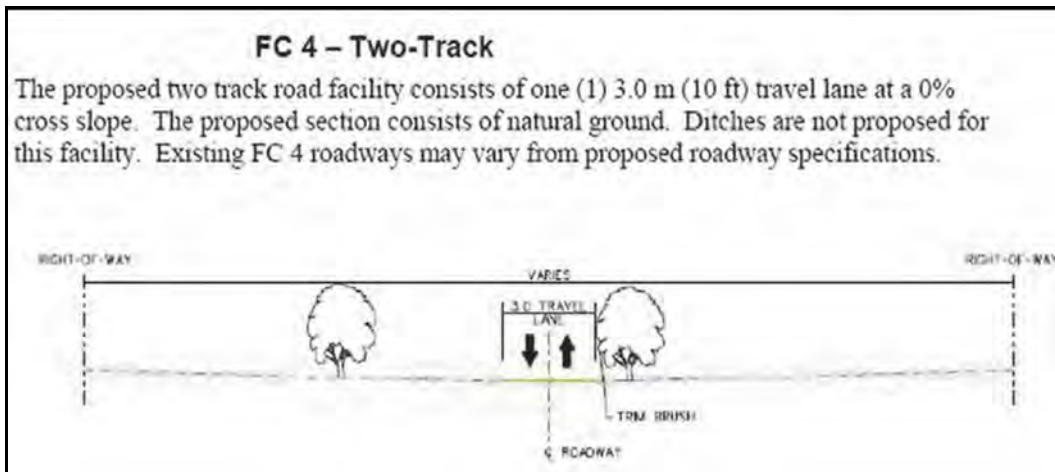 FC 4 – Two-Track
The proposed two track road facility consists of one (1) 3.0 m (10 ft) travel lane at a 0%
cross slope. The proposed section consists of natural ground. Ditches are not proposed for
this facility. Existing FC 4 roadways may vary from proposed roadway specifications.
RIGHT-OF-WAY
RIGHT-OF-WAY
VARIES
3.0 TRAVEL
LANE
TRIM BRUSH
℄ ROADWAY